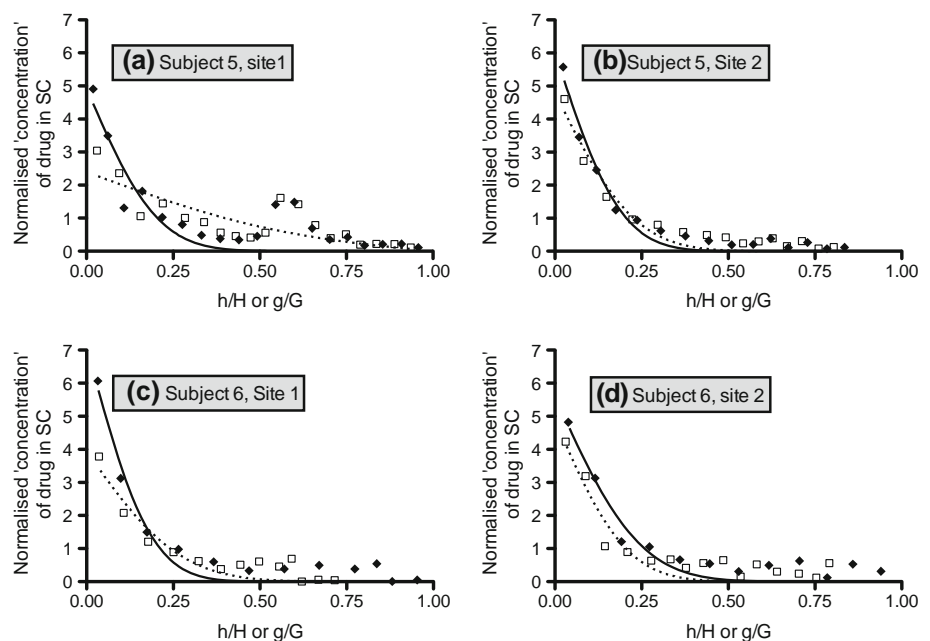 7
6
5
4
3
2
1
0
Normalised 'concentration'
of drug in SC
(a) Subject 5, site1
0.00 0.25 0.50 0.75 1.00
h/H or g/G
7
6
5
4
3
2
1
0
Normalised 'concentration'
of drug in SC
(b)Subject 5, Site 2
0.00 0.25 0.50 0.75 1.00
h/H or g/G
7
6
5
4
3
2
1
0
Normalised 'concentration'
of drug in SC
(c) Subject 6, Site 1
0.00 0.25 0.50 0.75 1.00
h/H or g/G
7
6
5
4
3
2
1
0
Normalised 'concentration'
of drug in SC
(d) Subject 6, site 2
0.00 0.25 0.50 0.75 1.00
h/H or g/G